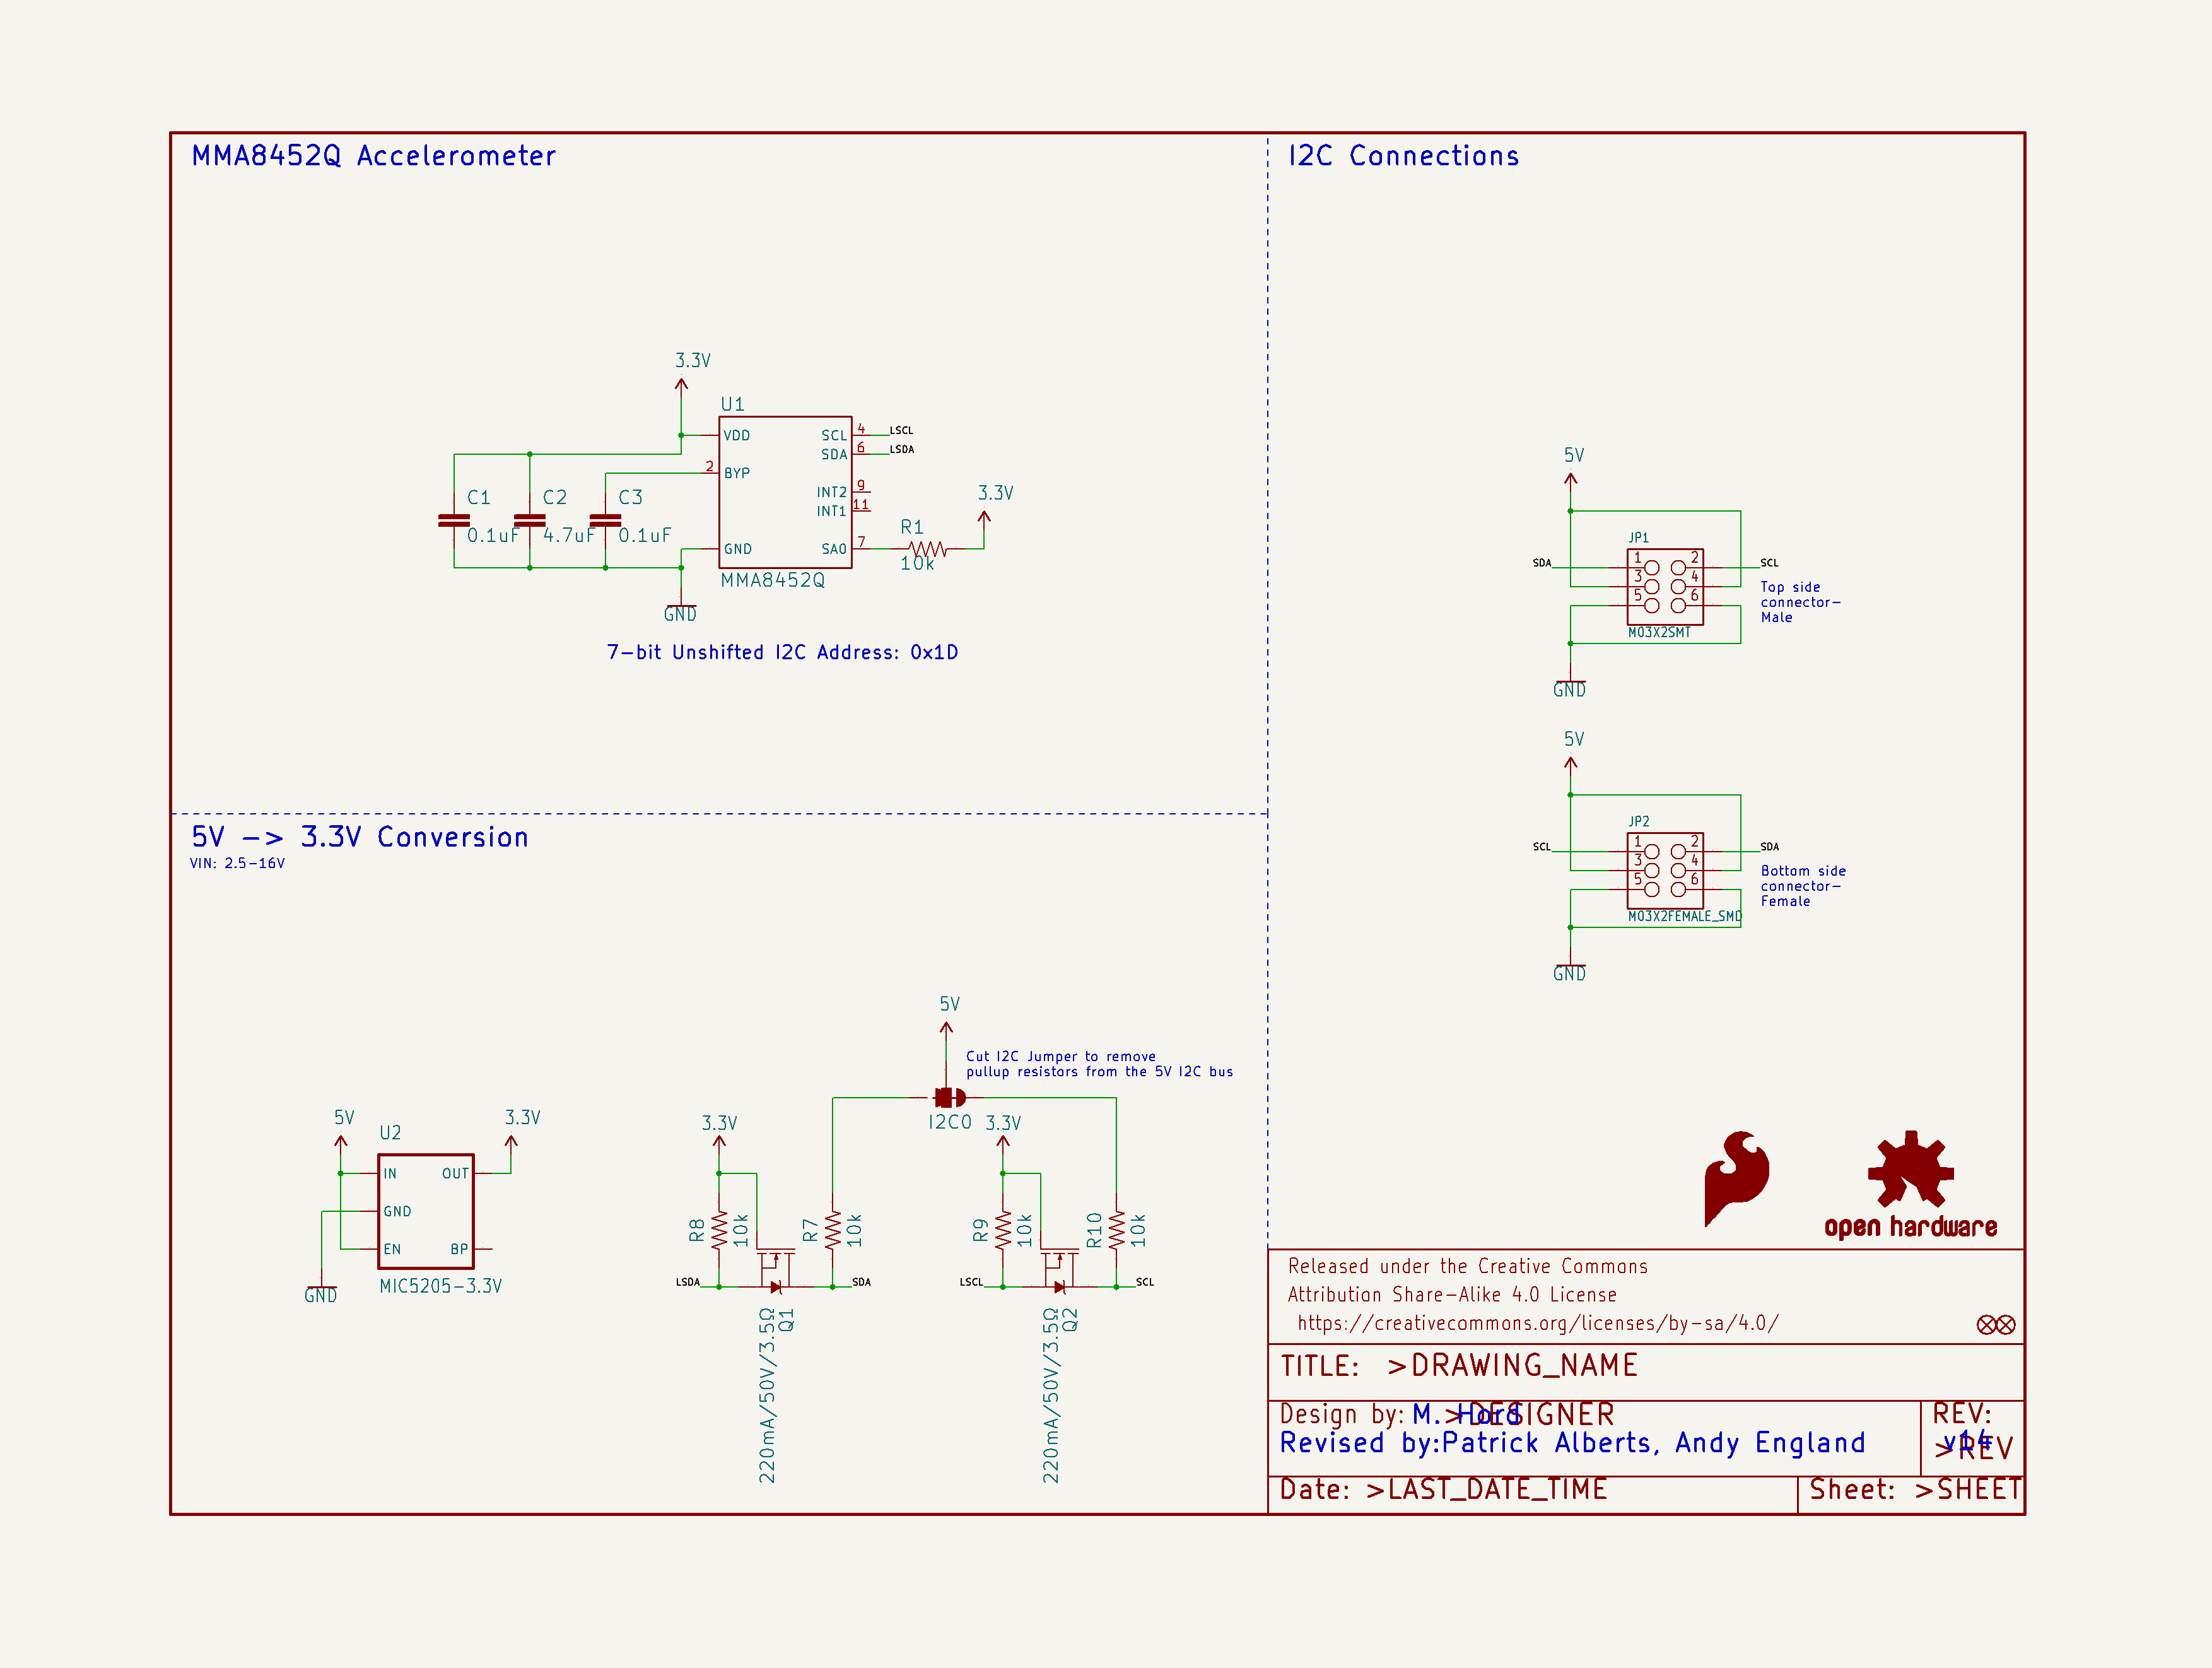 MMA8452Q Accelerometer
3.3V
U1
VDD
BYP
GND
SCL
SDA
INT2
INT1
SA0
2
4
6
9
11
7
LSCL
LSDA
C1
0.1uF
C2
4.7uF
C3
0.1uF
R1
10k
3.3V
MMA8452Q
GND
7-bit Unshifted I2C Address: 0x1D
I2C Connections
5V
JP1
SDA
1
2
SCL
3
4
5
6
M03X2SMT
Top side
connector-
Male
GND
5V
JP2
SCL
1
2
SDA
3
4
5
6
M03X2FEMALE_SMD
Bottom side
connector-
Female
GND
5V -> 3.3V Conversion
VIN: 2.5-16V
5V
U2
3.3V
IN
OUT
GND
EN
BP
MIC5205-3.3V
GND
5V
Cut I2C Jumper to remove
pullup resistors from the 5V I2C bus
I2C0
3.3V
R8
10k
R7
10k
LSDA
SDA
Q1
220mA/50V/3.5Ω
3.3V
R9
10k
R10
10k
LSCL
SCL
Q2
220mA/50V/3.5Ω
open hardware
Released under the Creative Commons
Attribution Share-Alike 4.0 License
https://creativecommons.org/licenses/by-sa/4.0/
TITLE: >DRAWING_NAME
Design by: M. Hord >DESIGNER
Revised by:Patrick Alberts, Andy England
REV:
v14
>REV
Date: >LAST_DATE_TIME
Sheet: >SHEET